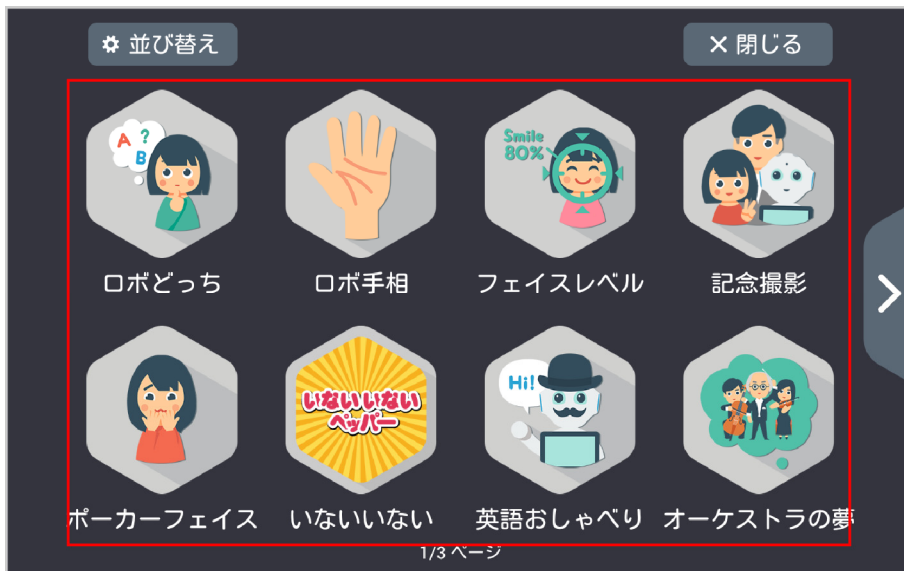 並び替え
閉じる
A ?
B
Smile
80%
ロボどっち
ロボ手相
フェイスレベル
記念撮影
いないいない
ペッパー
Hi!
ポーカーフェイス
いないいない
英語おしゃべり
オーケストラの夢
1/3 ページ